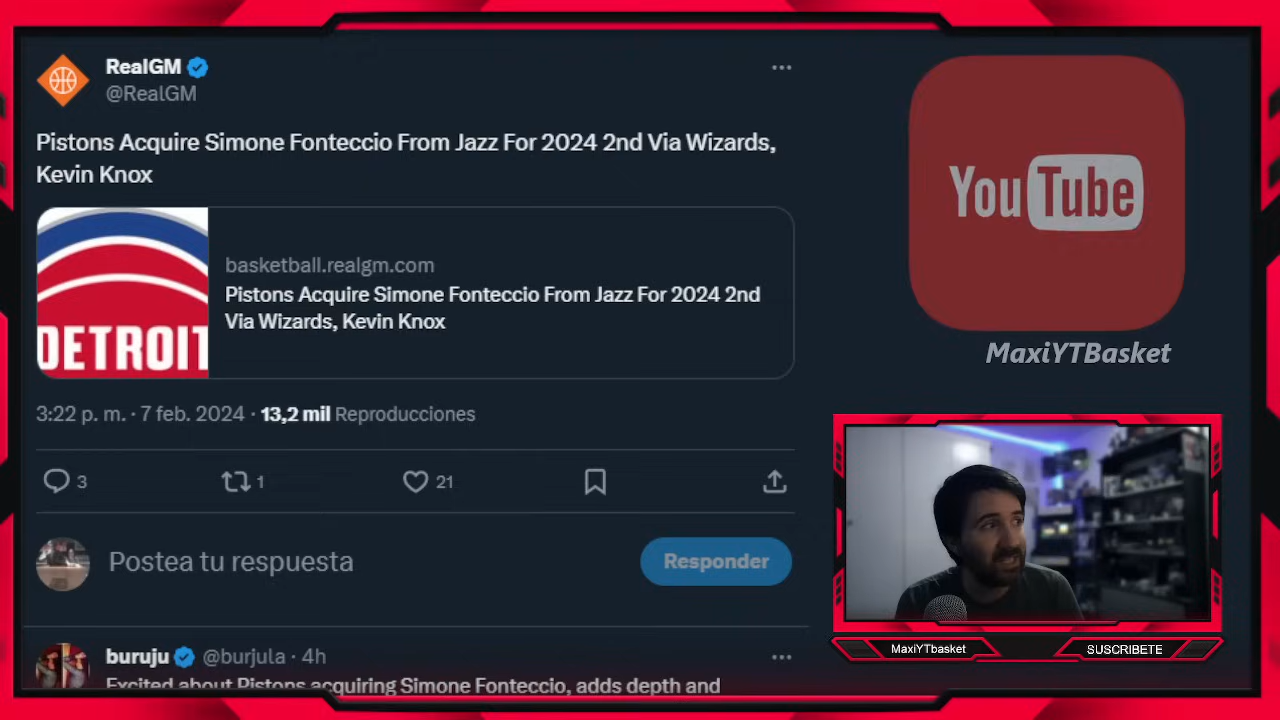 RealGM
@RealGM
Pistons Acquire Simone Fonteccio From Jazz For 2024 2nd Via Wizards,
Kevin Knox
DETROIT
basketball.realgm.com
Pistons Acquire Simone Fonteccio From Jazz For 2024 2nd
Via Wizards, Kevin Knox
3:22 p. m. · 7 feb. 2024 · 13,2 mil Reproducciones
3 1 21
Postea tu respuesta
Responder
buruju @burjula · 4h
Excited about Pistons acquiring Simone Fonteccio, adds depth and
YouTube
MaxiYTBasket
MaxiYTbasket
SUSCRIBETE